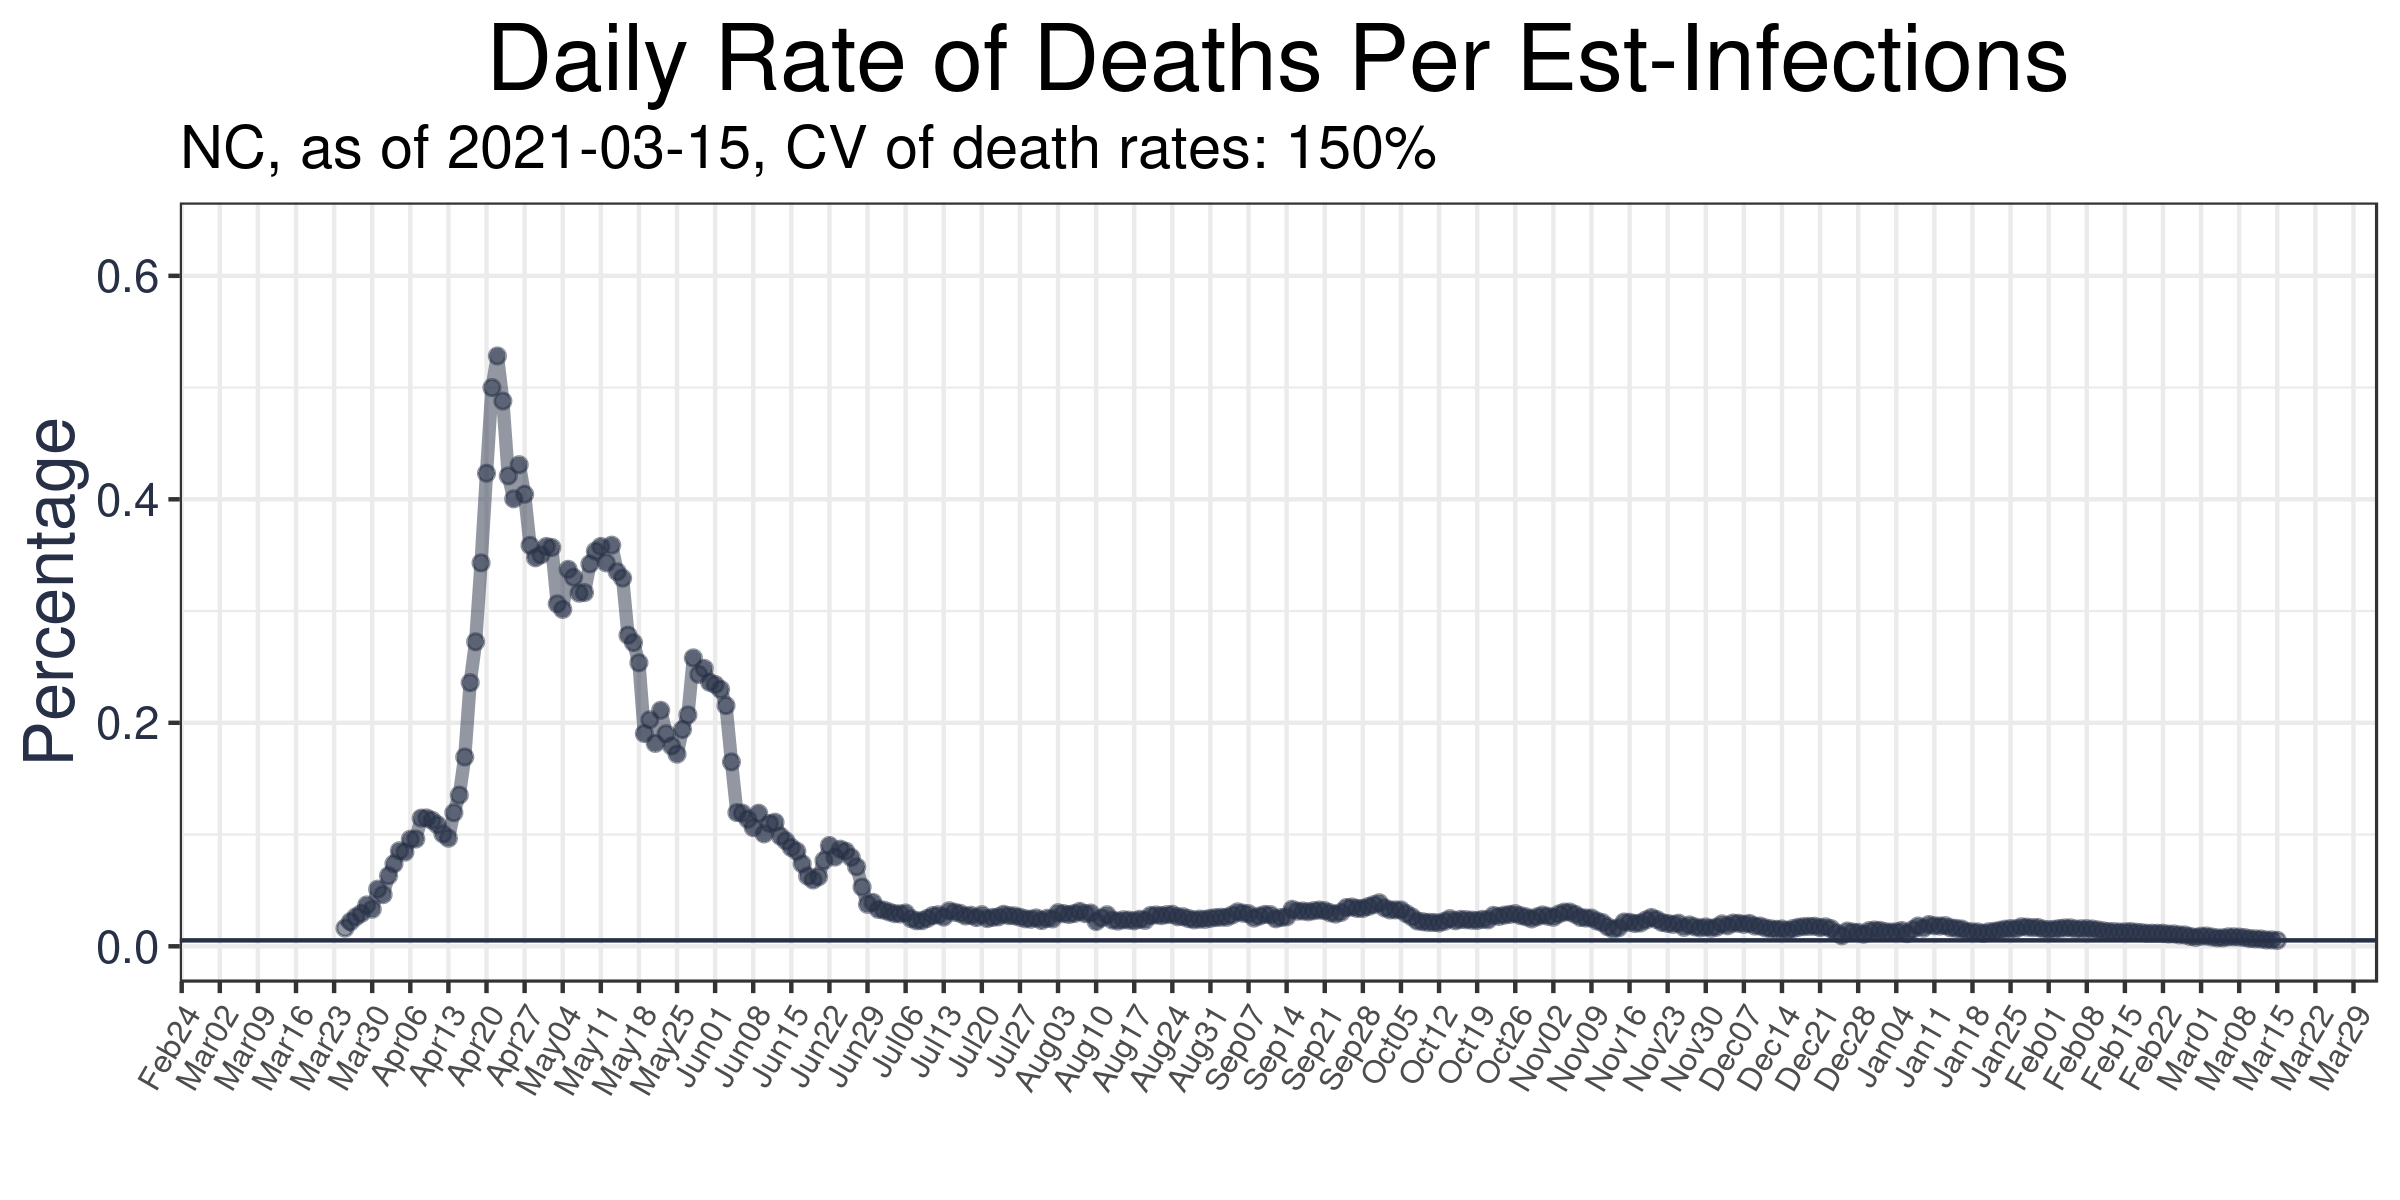 Daily Rate of Deaths Per Est-Infections
NC, as of 2021-03-15, CV of death rates: 150%
Percentage
0.6
0.4
0.2
0.0
Feb24
Mar02
Mar09
Mar16
Mar23
Mar30
Apr06
Apr13
Apr20
Apr27
May04
May11
May18
May25
Jun01
Jun08
Jun15
Jun22
Jun29
Jul06
Jul13
Jul20
Jul27
Aug03
Aug10
Aug17
Aug24
Aug31
Sep07
Sep14
Sep21
Sep28
Oct05
Oct12
Oct19
Oct26
Nov02
Nov09
Nov16
Nov23
Nov30
Dec07
Dec14
Dec21
Dec28
Jan04
Jan11
Jan18
Jan25
Feb01
Feb08
Feb15
Feb22
Mar01
Mar08
Mar15
Mar22
Mar29